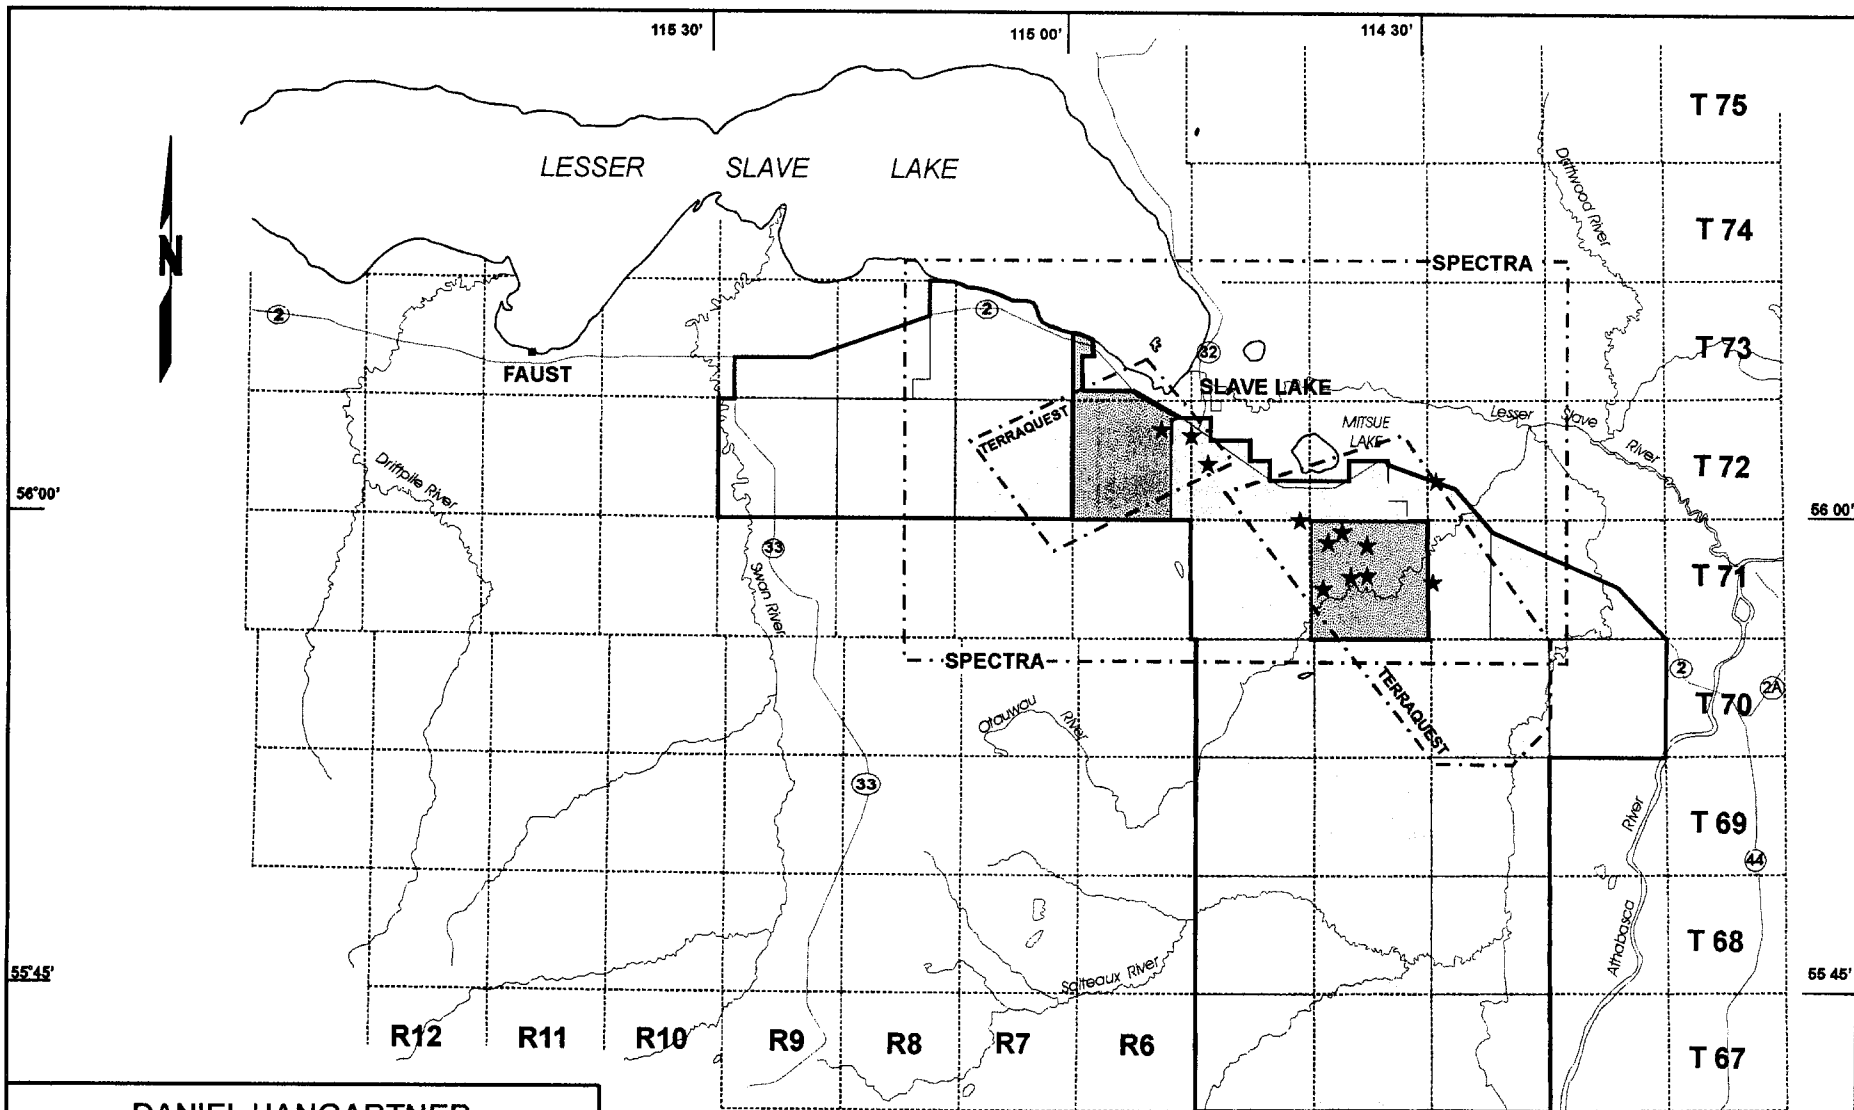 115 30'
115 00'
114 30'
T 75
LESSER SLAVE LAKE
Driftwood River
N
T 74
SPECTRA
2
2
32
T 73
FAUST
SLAVE LAKE
TERRAQUEST
MITSUE
LAKE
Lesser Slave River
T 72
Driftpile River
56°00'
56 00'
33
Swan River
T 71
SPECTRA
2
2A
TERRAQUEST
T 70
Otauwau River
33
T 69
Athabasca River
44
T 68
55°45'
55 45'
Salteaux River
R12
R11
R10
R9
R8
R7
R6
T 67
DANIEL HANGARTNER